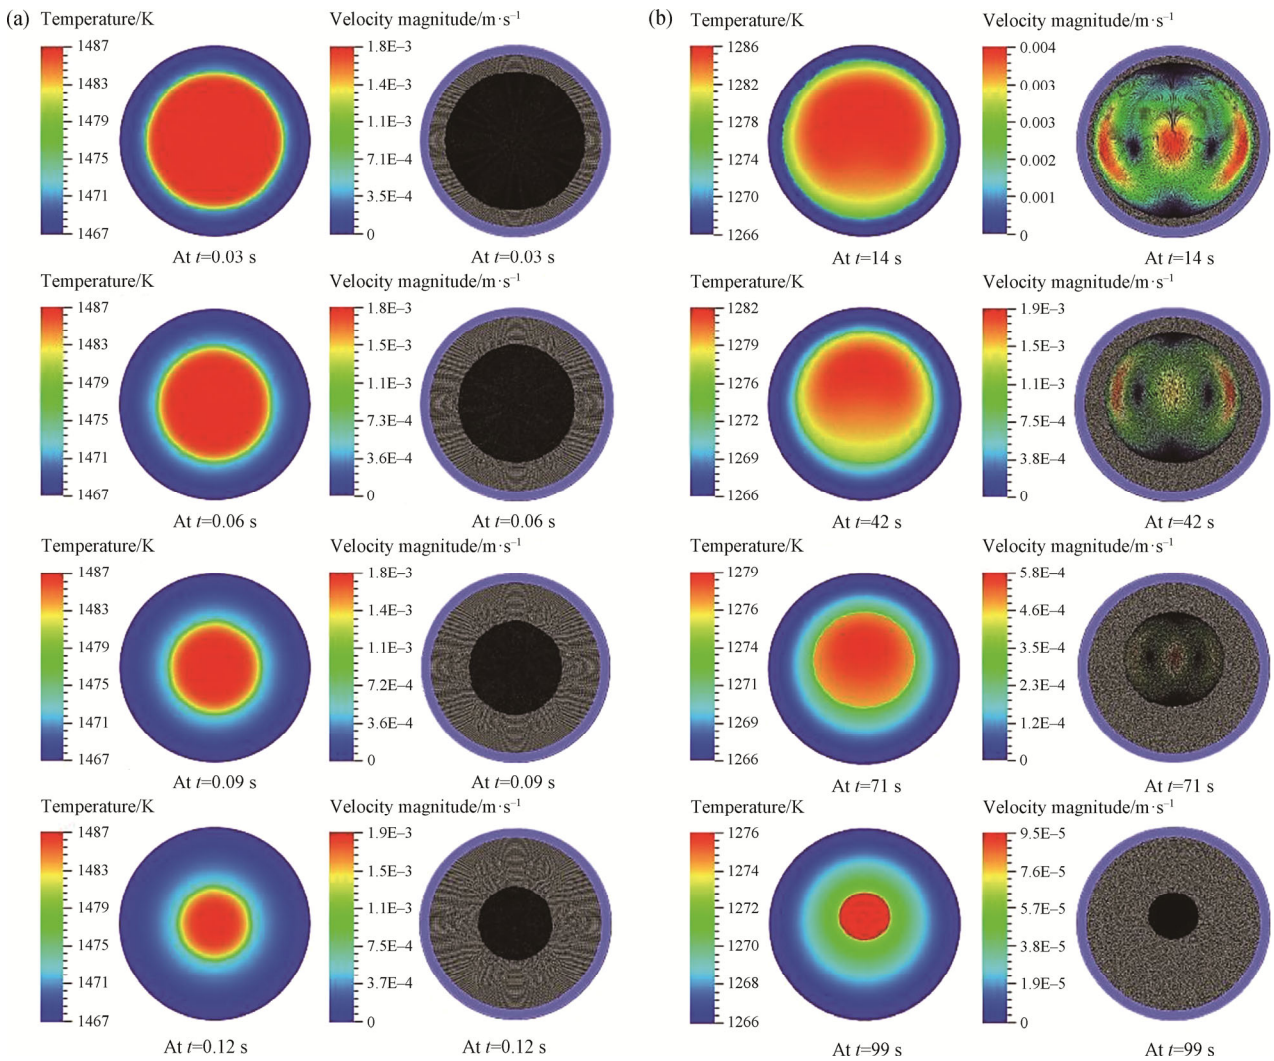 (a)
Temperature/K
Velocity magnitude/m·s⁻¹
1487
1483
1479
1475
1471
1467
At t=0.03 s
1.8E–3
1.4E–3
1.1E–3
7.1E–4
3.5E–4
0
At t=0.03 s
Temperature/K
Velocity magnitude/m·s⁻¹
1487
1483
1479
1475
1471
1467
At t=0.06 s
1.8E–3
1.5E–3
1.1E–3
7.3E–4
3.6E–4
0
At t=0.06 s
Temperature/K
Velocity magnitude/m·s⁻¹
1487
1483
1479
1475
1471
1467
At t=0.09 s
1.8E–3
1.4E–3
1.1E–3
7.2E–4
3.6E–4
0
At t=0.09 s
Temperature/K
Velocity magnitude/m·s⁻¹
1487
1483
1479
1475
1471
1467
At t=0.12 s
1.9E–3
1.5E–3
1.1E–3
7.5E–4
3.7E–4
0
At t=0.12 s
(b)
Temperature/K
Velocity magnitude/m·s⁻¹
1286
1282
1278
1274
1270
1266
At t=14 s
0.004
0.003
0.003
0.002
0.001
0
At t=14 s
Temperature/K
Velocity magnitude/m·s⁻¹
1282
1279
1276
1272
1269
1266
At t=42 s
1.9E–3
1.5E–3
1.1E–3
7.5E–4
3.8E–4
0
At t=42 s
Temperature/K
Velocity magnitude/m·s⁻¹
1279
1276
1274
1271
1269
1266
At t=71 s
5.8E–4
4.6E–4
3.5E–4
2.3E–4
1.2E–4
0
At t=71 s
Temperature/K
Velocity magnitude/m·s⁻¹
1276
1274
1272
1270
1268
1266
At t=99 s
9.5E–5
7.6E–5
5.7E–5
3.8E–5
1.9E–5
0
At t=99 s